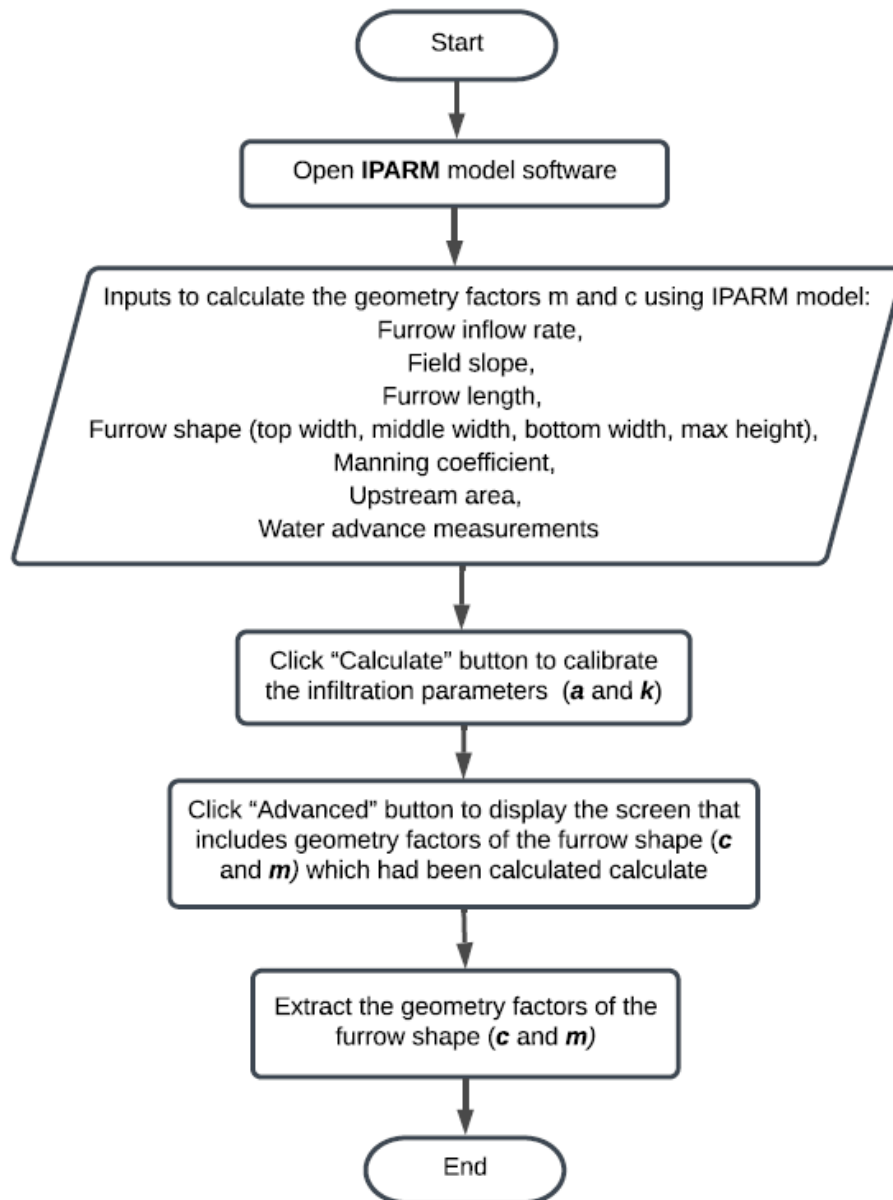 Start
Open IPARM model software
Inputs to calculate the geometry factors m and c using IPARM model:
Furrow inflow rate,
Field slope,
Furrow length,
Furrow shape (top width, middle width, bottom width, max height),
Manning coefficient,
Upstream area,
Water advance measurements
Click “Calculate” button to calibrate
the infiltration parameters (a and k)
Click “Advanced” button to display the screen that
includes geometry factors of the furrow shape (c
and m) which had been calculated calculate
Extract the geometry factors of the
furrow shape (c and m)
End